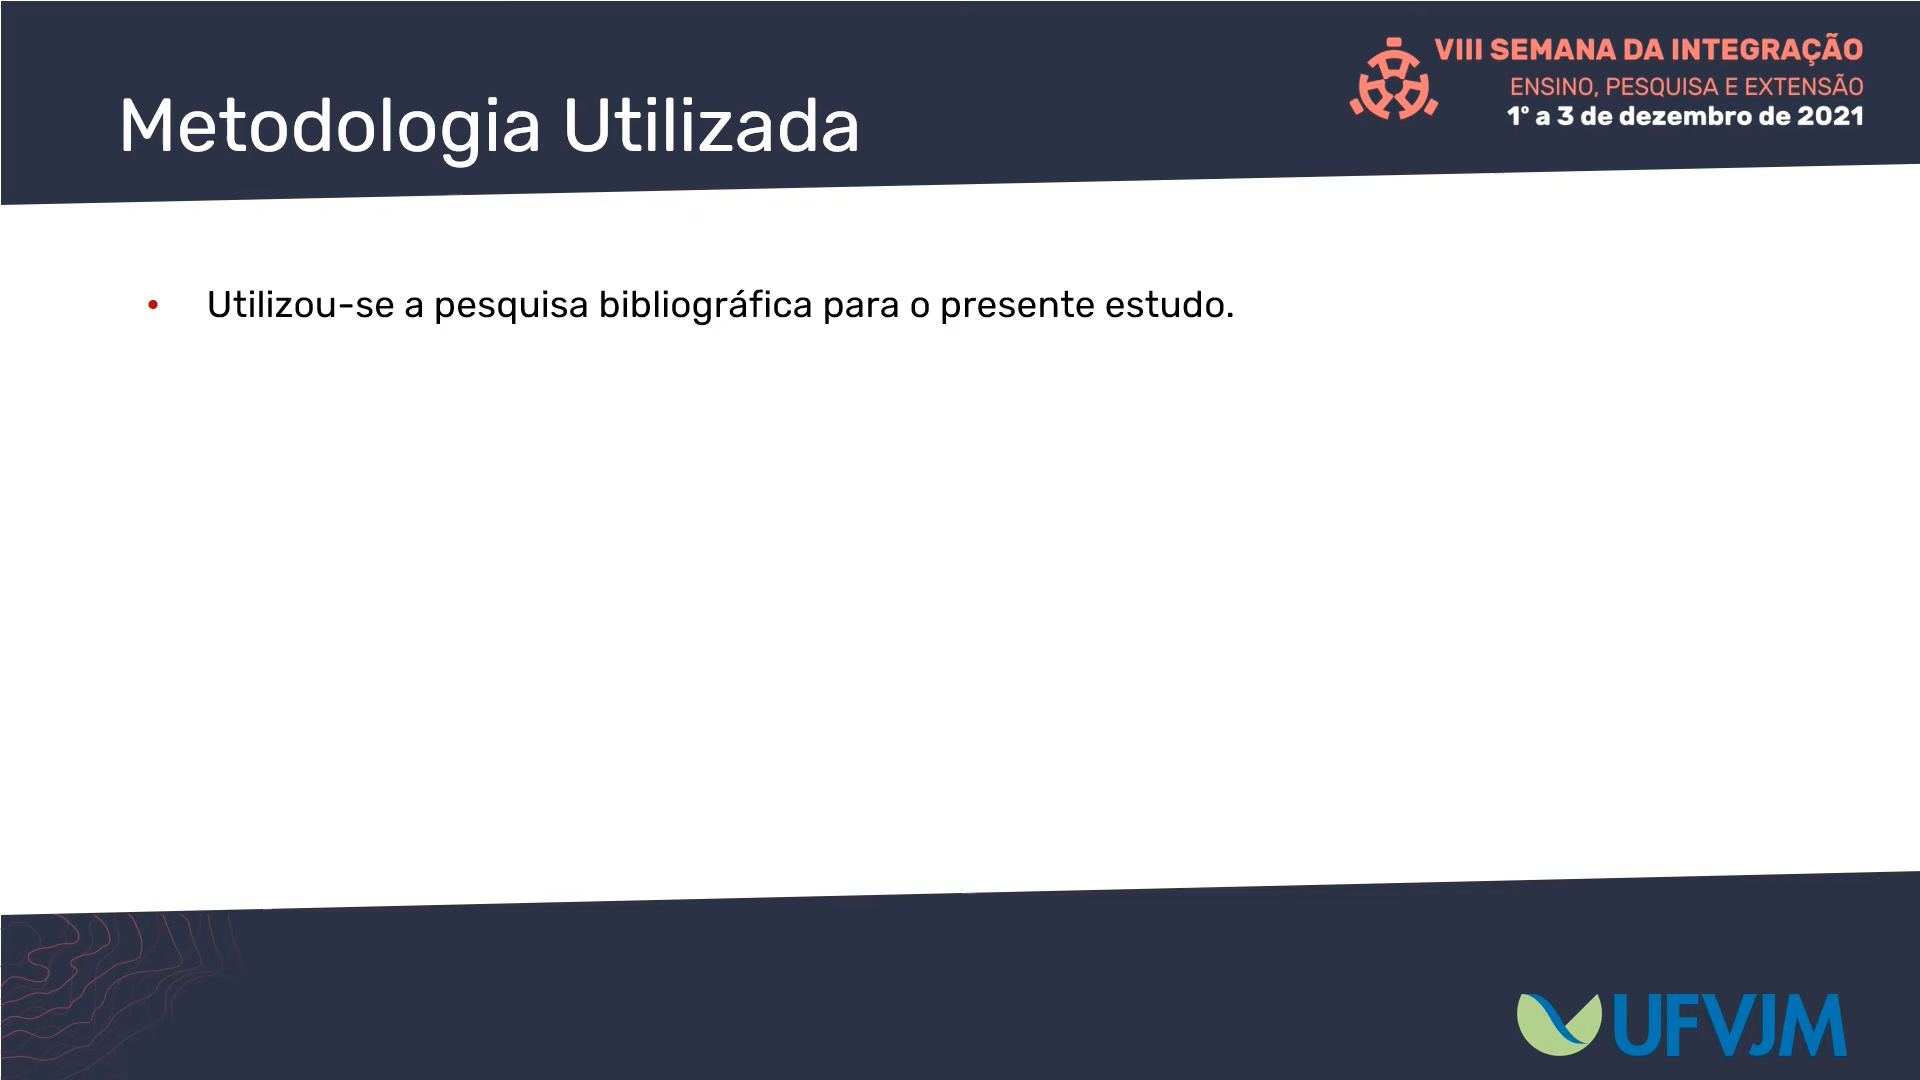 VIII SEMANA DA INTEGRAÇÃO
ENSINO, PESQUISA E EXTENSÃO
1º a 3 de dezembro de 2021
Metodologia Utilizada
• Utilizou-se a pesquisa bibliográfica para o presente estudo.
UFVJM